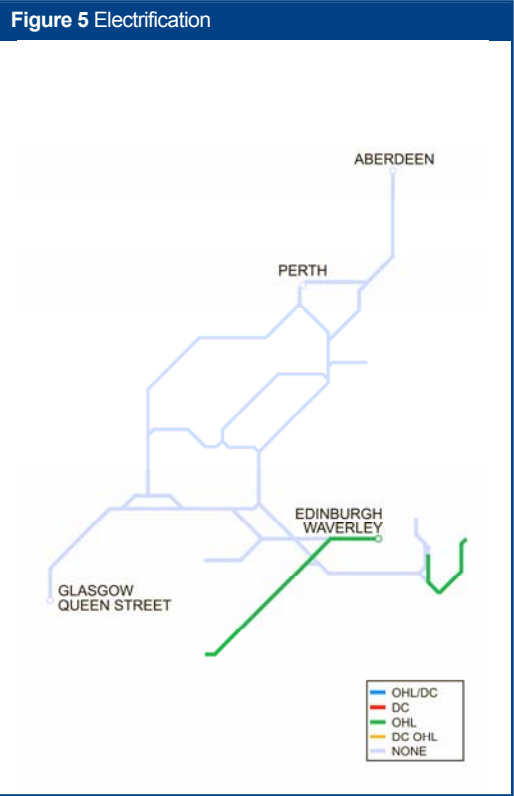 Figure 5 Electrification
ABERDEEN
PERTH
EDINBURGH
WAVERLEY
GLASGOW
QUEEN STREET
OHL/DC
DC
OHL
DC OHL
NONE